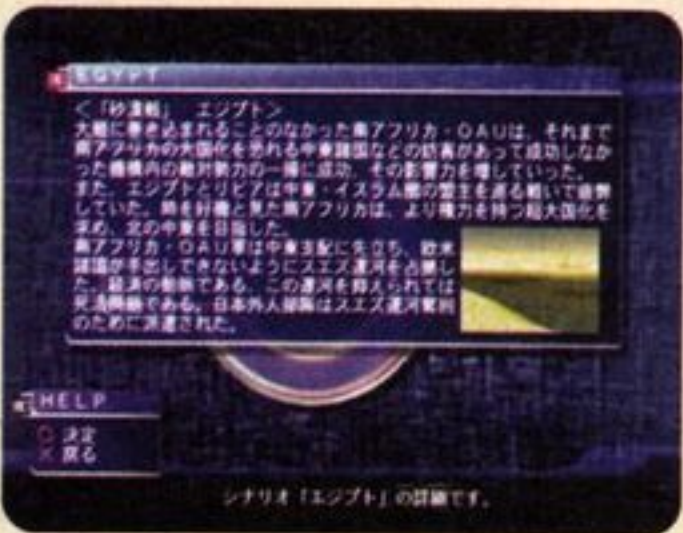 EGYPT
＜「砂漠戦」　エジプト＞
大戦に巻き込まれることのなかった南アフリカ・ＯＡＵは、それまで
南アフリカの大国化を恐れる中東諸国などの妨害があって成功しなか
った機構内の敵対勢力の一掃に成功、その影響力を増していった。
また、エジプトとリビアは中東・イスラム圏の盟主を巡る戦いで疲弊
していた。時を好機と見た南アフリカは、より権力を持つ超大国化を
求め、北の中東を目指した。
南アフリカ・ＯＡＵ軍は中東支配に先立ち、欧米
諸国が手出しできないようにスエズ運河を占領し
た。経済の動脈である、この運河を抑えられては
死活問題である。日本外人部隊はスエズ運河奪回
のために派遣された。
HELP
○ 決定
× 戻る
シナリオ「エジプト」の詳細です。